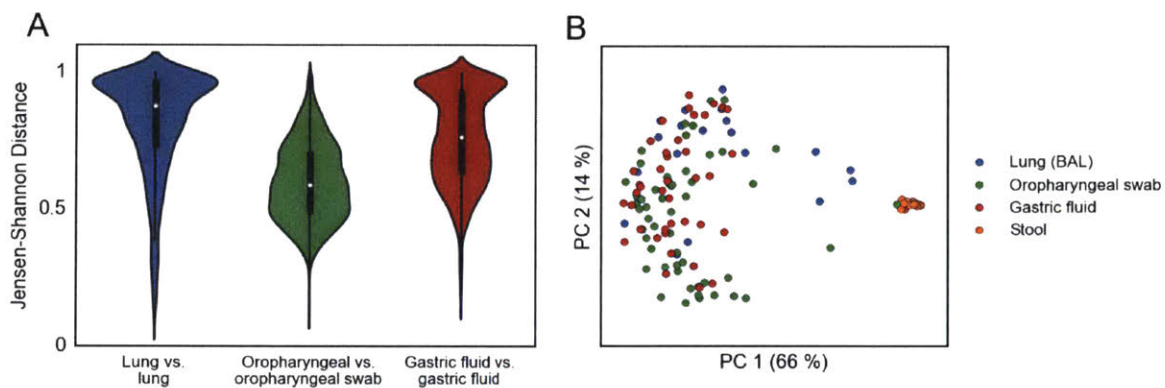 A
Jensen-Shannon Distance
1
0.5
0
Lung vs.
lung
Oropharyngeal vs.
oropharyngeal swab
Gastric fluid vs.
gastric fluid
B
PC 2 (14 %)
PC 1 (66 %)
Lung (BAL)
Oropharyngeal swab
Gastric fluid
Stool